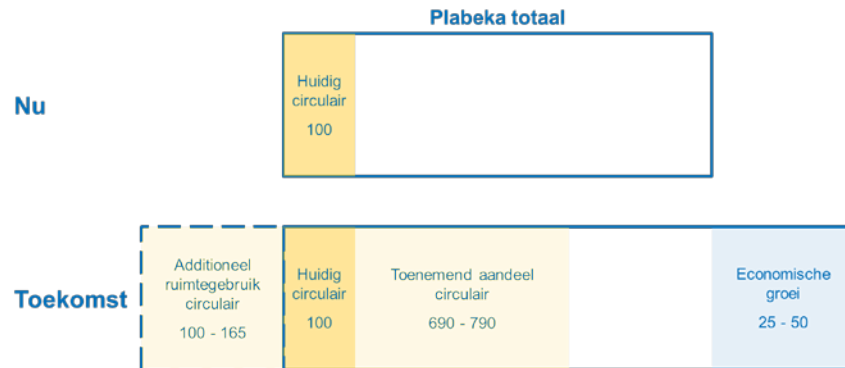 Plabeka totaal
Nu
Huidig
circulair
100
Toekomst
Additioneel
ruimtegebruik
circulair
100 - 165
Huidig
circulair
100
Toenemend aandeel
circulair
690 - 790
Economische
groei
25 - 50